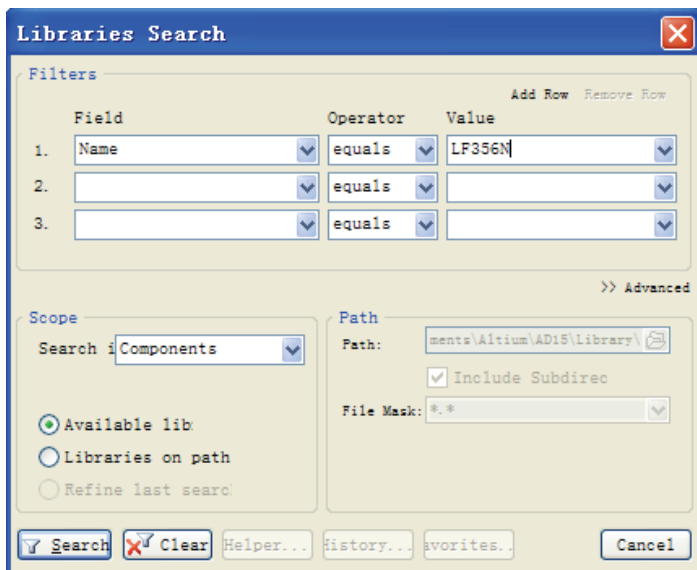 Libraries Search
Filters
Add Row Remove Row
Field Operator Value
1. Name equals LF356N
2. equals
3. equals
>> Advanced
Scope
Search i Components
Available lib
Libraries on path
Refine last searc
Path
Path: ments\Altium\AD15\Library\
Include Subdirec
File Mask: *.*
Search Clear Helper... History... avorites.. Cancel